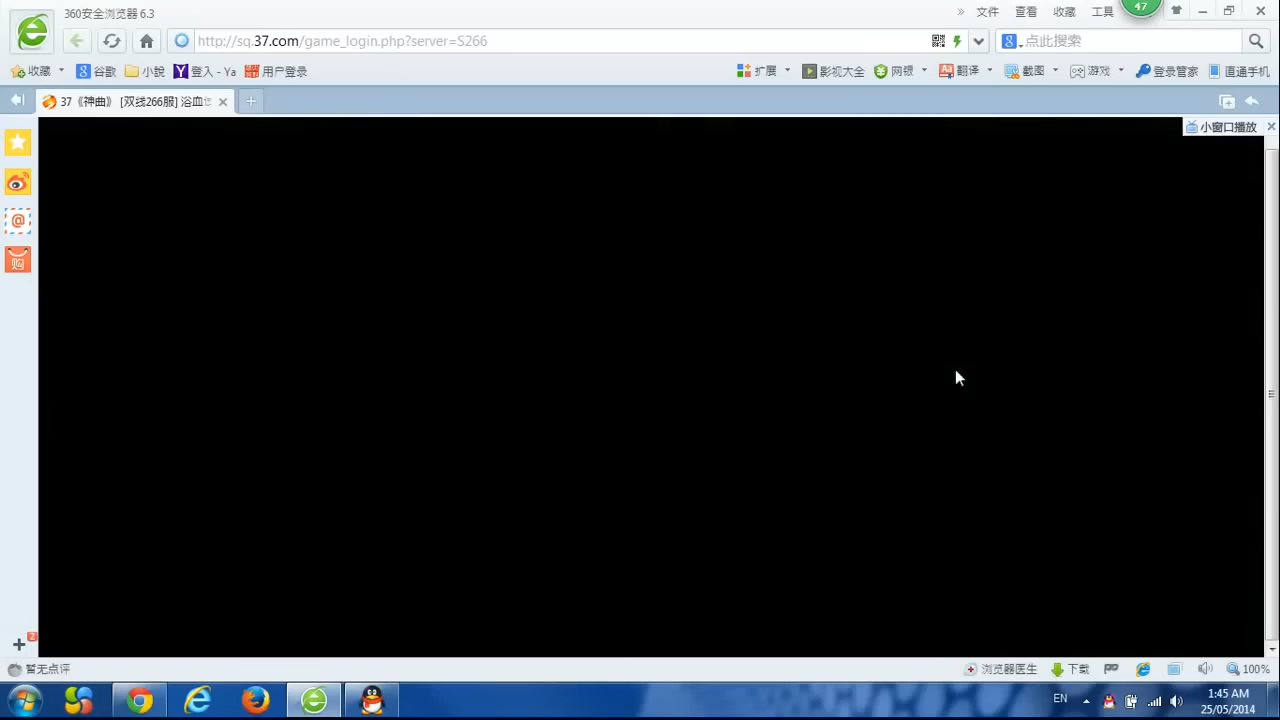 360安全浏览器 6.3
» 文件 查看 收藏 工具 47
http://sq.37.com/game_login.php?server=S266
点此搜索
收藏 谷歌 小說 登入 - Ya 用户登录 扩展 影视大全 网银 翻译 截图 游戏 登录管家 直通手机
37《神曲》 [双线266服] 浴血
小窗口播放
购
2
暂无点评
浏览器医生 下载 100%
EN 1:45 AM
25/05/2014